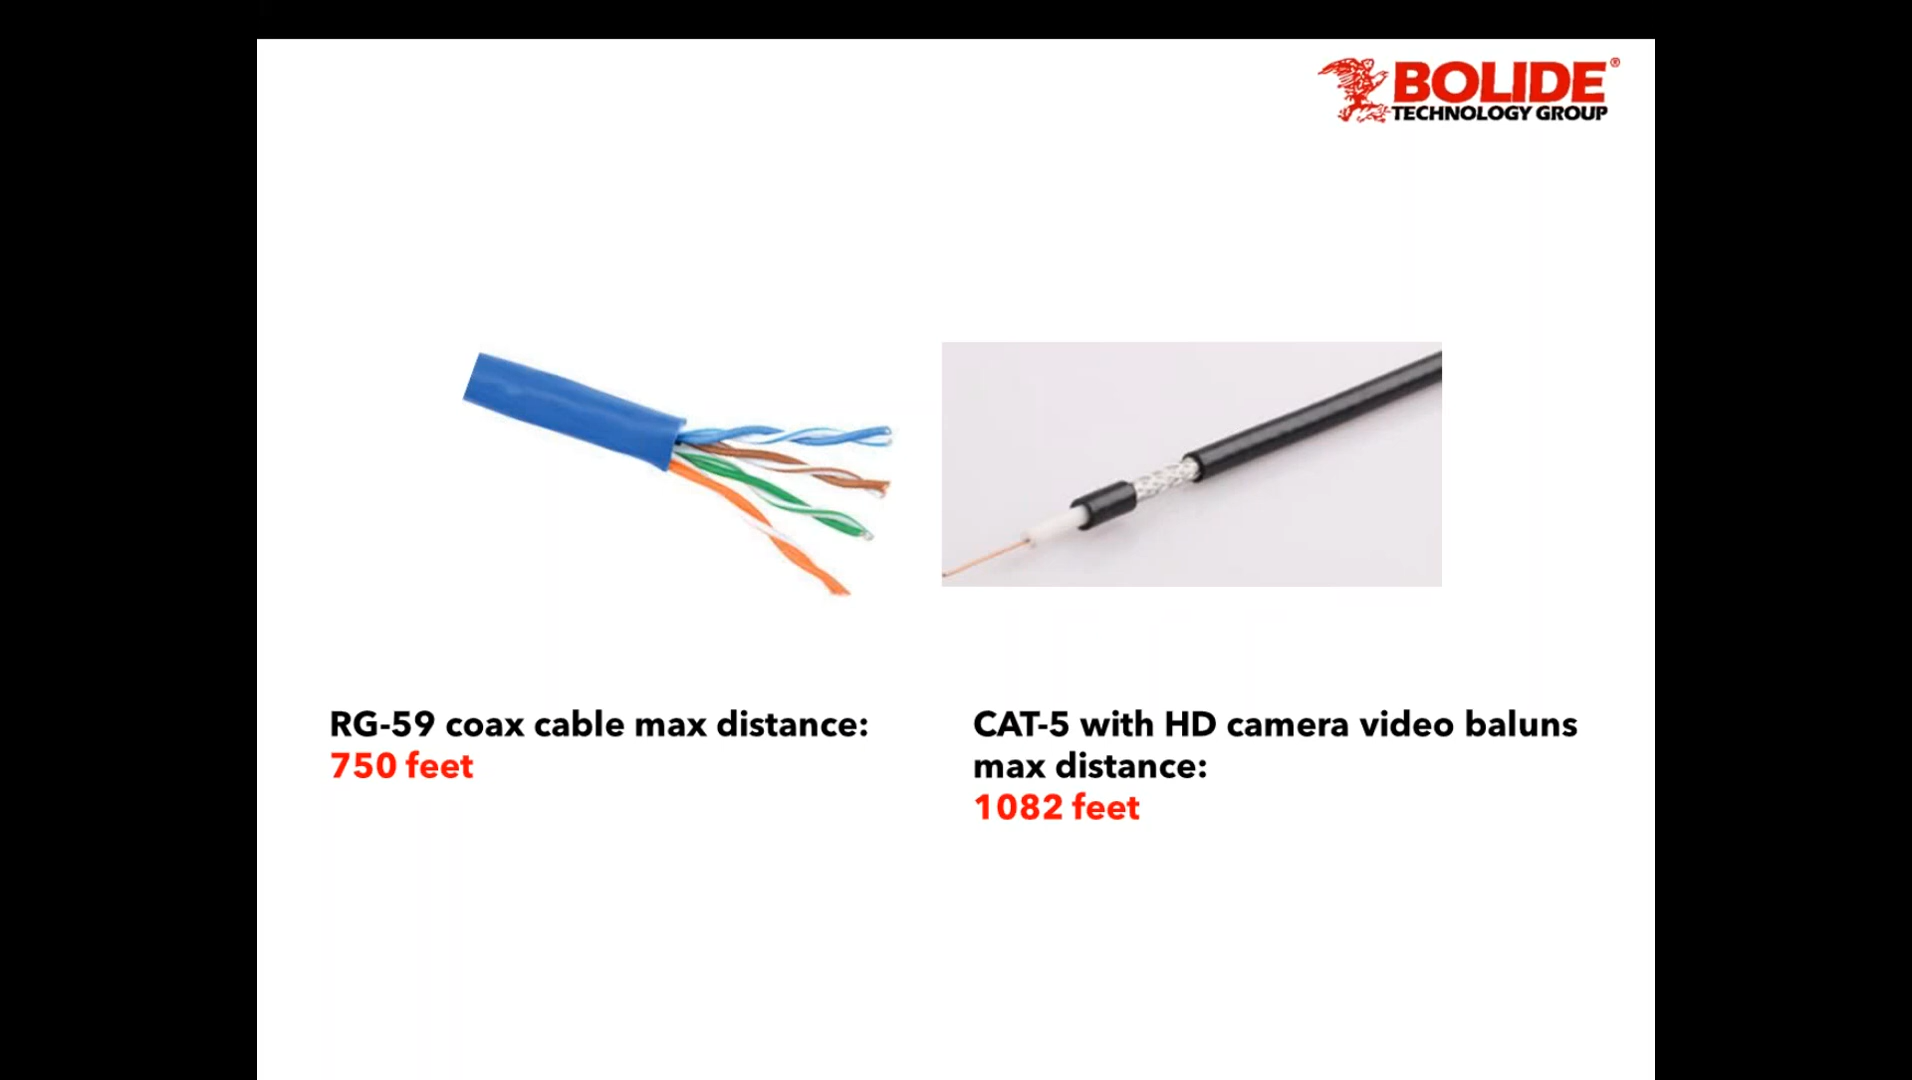 BOLIDE®
TECHNOLOGY GROUP
RG-59 coax cable max distance:
750 feet
CAT-5 with HD camera video baluns
max distance:
1082 feet